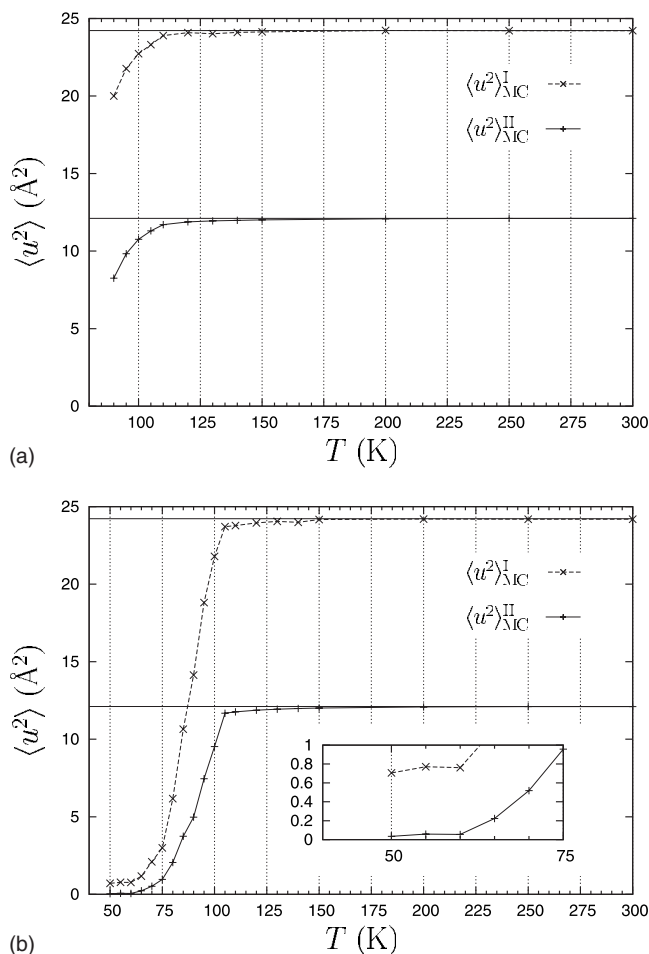 25
20
15
10
5
0
⟨u²⟩ (Å²)
⟨u²⟩ᴵ_MC
⟨u²⟩ᴵᴵ_MC
100 125 150 175 200 225 250 275 300
T (K)
(a)
25
20
15
10
5
0
⟨u²⟩ (Å²)
⟨u²⟩ᴵ_MC
⟨u²⟩ᴵᴵ_MC
1
0.8
0.6
0.4
0.2
0
50 75
50 75 100 125 150 175 200 225 250 275 300
T (K)
(b)